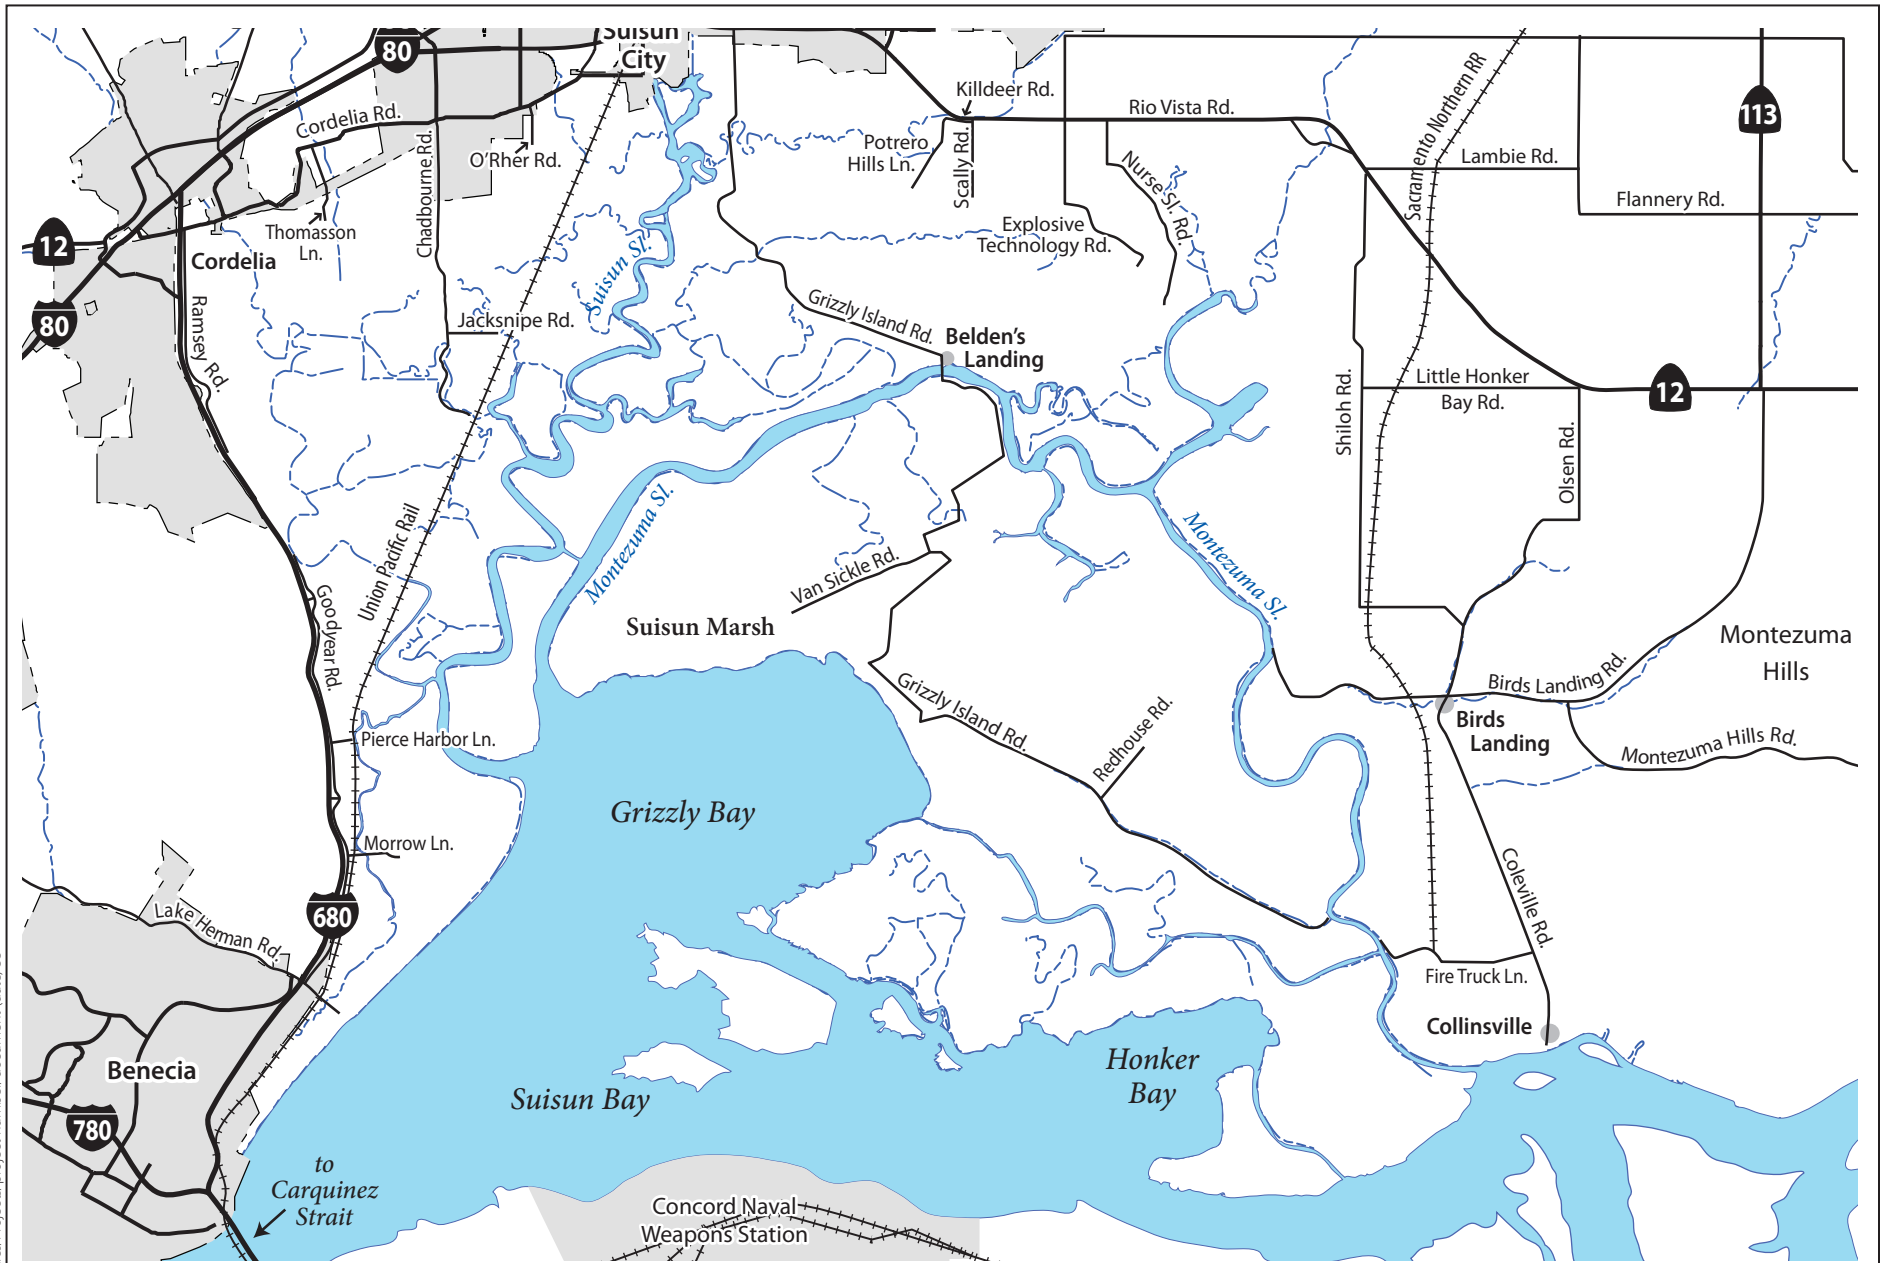 Suisun
City
80
Killdeer Rd.
Rio Vista Rd.
113
Cordelia Rd.
O'Rher Rd.
Chadbourne Rd.
Potrero
Hills Ln.
Scally Rd.
Nurse Sl. Rd.
Sacramento Northern RR
Lambie Rd.
Flannery Rd.
12
Thomasson
Ln.
Cordelia
Explosive
Technology Rd.
Suisun Sl.
80
Ramsey Rd.
Jacksnipe Rd.
Grizzly Island Rd.
Belden's
Landing
Shiloh Rd.
Little Honker
Bay Rd.
12
Olsen Rd.
Union Pacific Rail
Montezuma Sl.
Montezuma Sl.
Van Sickle Rd.
Goodyear Rd.
Suisun Marsh
Montezuma
Hills
Grizzly Island Rd.
Redhouse Rd.
Birds Landing Rd.
Birds
Landing
Montezuma Hills Rd.
Pierce Harbor Ln.
Grizzly Bay
Morrow Ln.
Coleville Rd.
680
Lake Herman Rd.
Fire Truck Ln.
Collinsville
Benecia
Suisun Bay
Honker
Bay
780
to
Carquinez
Strait
Concord Naval
Weapons Station